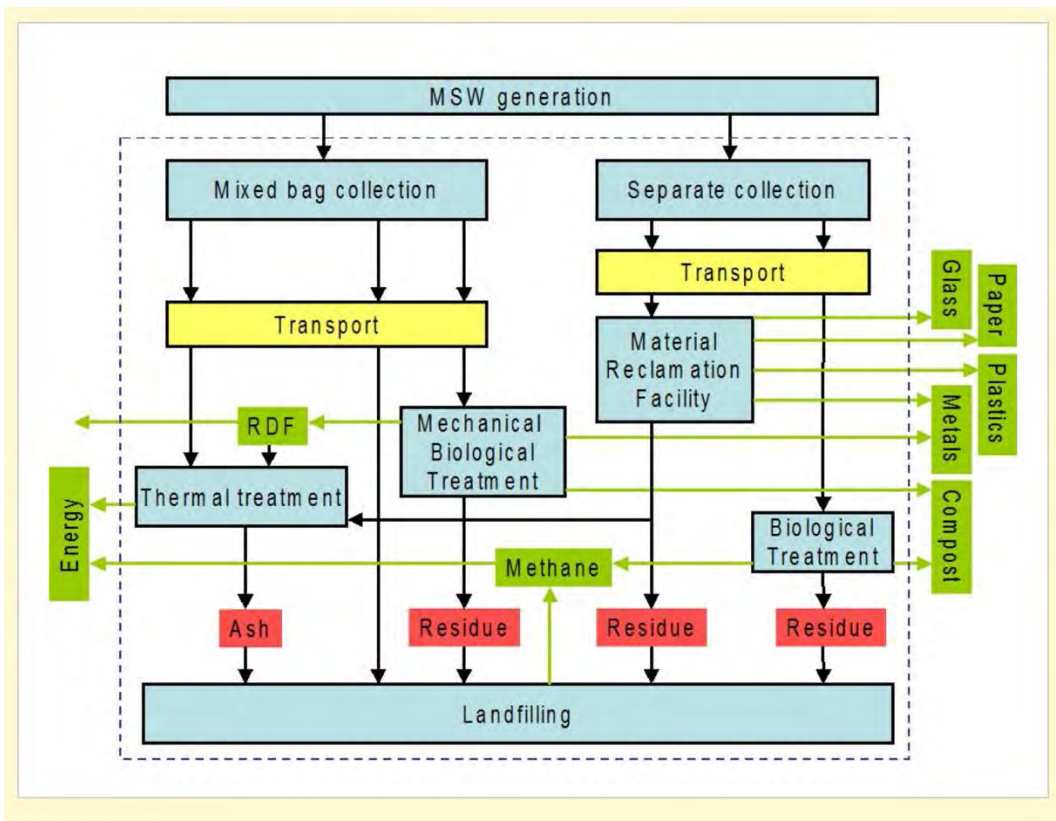 MSW generation
Mixed bag collection
Separate collection
Transport
Glass
Paper
Transport
Material
Reclamation
Facility
Plastics
Metals
RDF
Mechanical
Biological
Treatment
Thermal treatment
Compost
Energy
Biological
Treatment
Methane
Ash
Residue
Residue
Residue
Landfilling